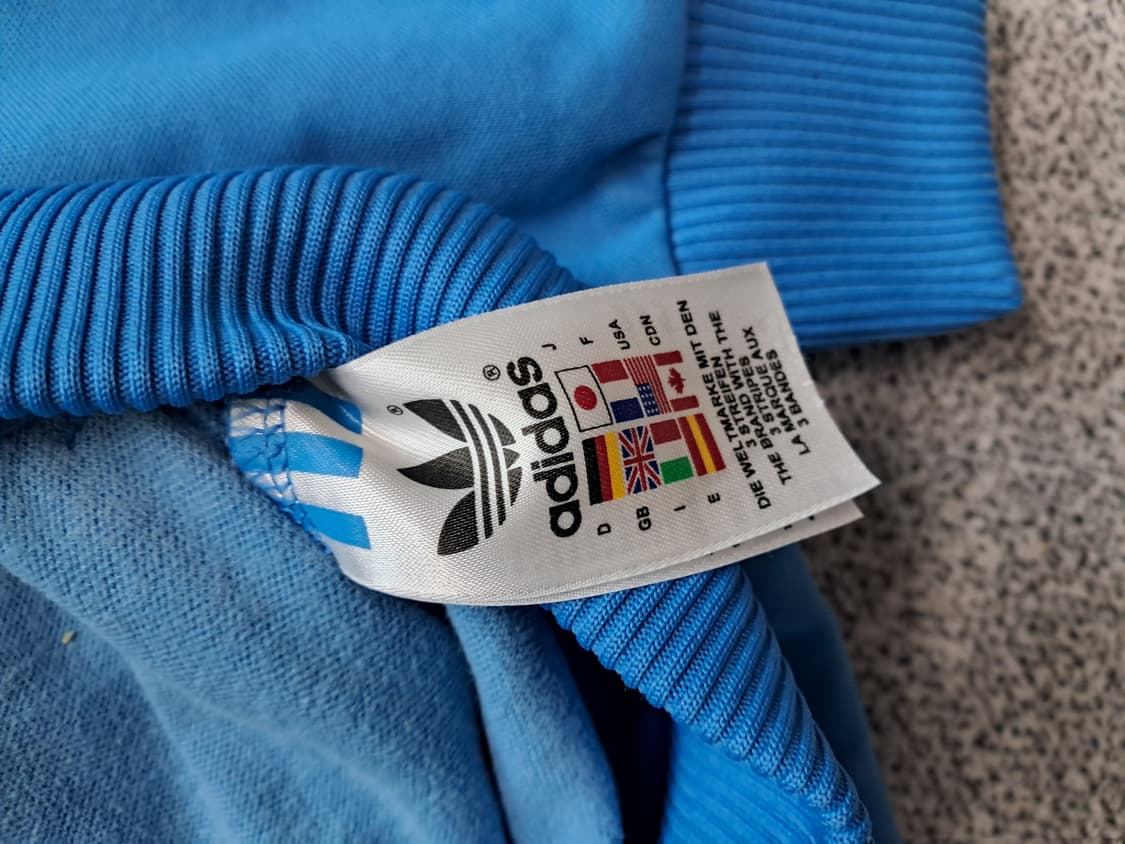 ®
®
adidas
J F USA CDN
D GB I E
DIE WELTMARKE MIT DEN
3 STREIFEN
THE BRAND WITH THE
3 STRIPES
LA MARQUE AUX
3 BANDES